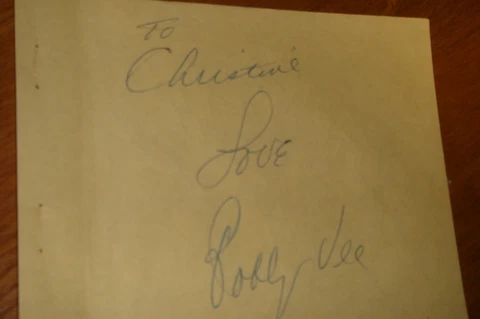 To
Christine
Love
Bobby Vee